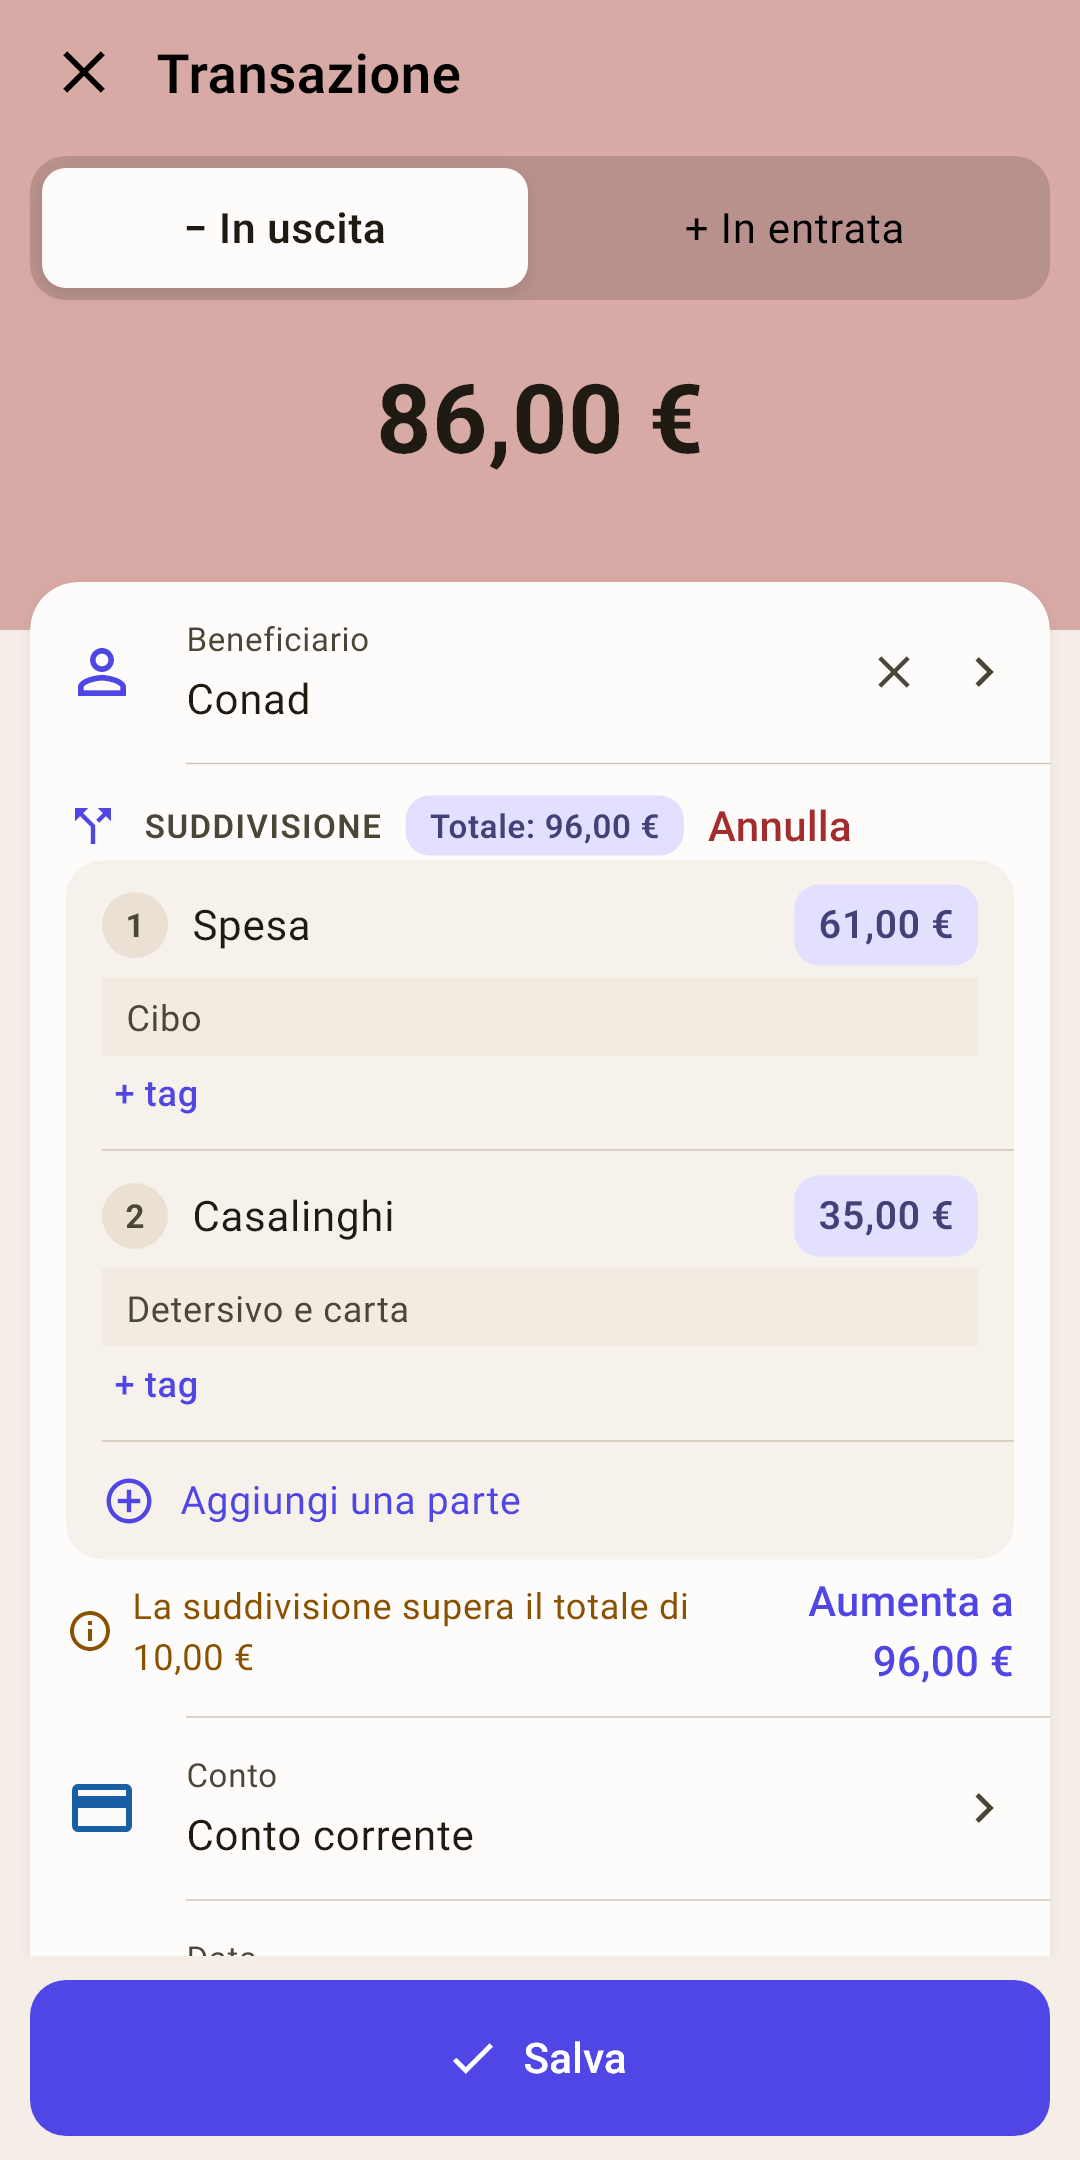 Transazione
− In uscita
+ In entrata
86,00 €
Beneficiario
Conad
SUDDIVISIONE
Totale: 96,00 €
Annulla
1
Spesa
61,00 €
Cibo
+ tag
2
Casalinghi
35,00 €
Detersivo e carta
+ tag
Aggiungi una parte
La suddivisione supera il totale di
10,00 €
Aumenta a
96,00 €
Conto
Conto corrente
Salva